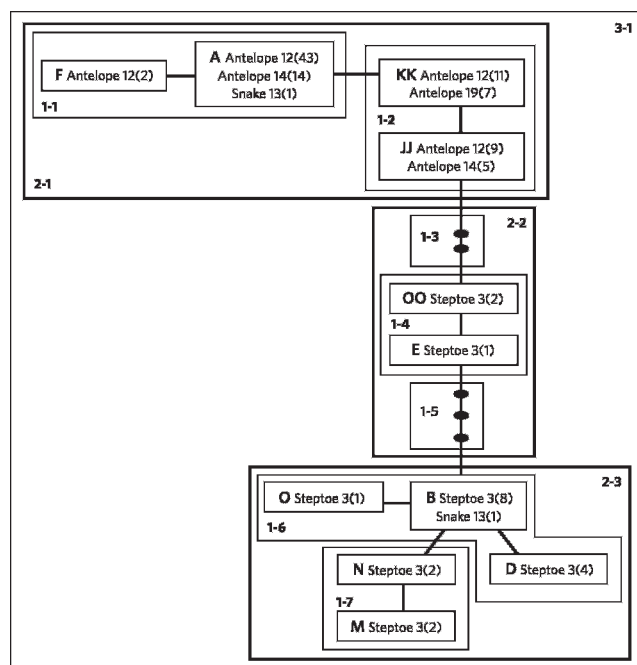 3-1
F Antelope 12(2)
A Antelope 12(43)
Antelope 14(14)
Snake 13(1)
1-1
KK Antelope 12(11)
Antelope 19(7)
1-2
JJ Antelope 12(9)
Antelope 14(5)
2-1
2-2
1-3
OO Steptoe 3(2)
1-4
E Steptoe 3(1)
1-5
2-3
O Steptoe 3(1)
B Steptoe 3(8)
Snake 13(1)
1-6
N Steptoe 3(2)
D Steptoe 3(4)
1-7
M Steptoe 3(2)